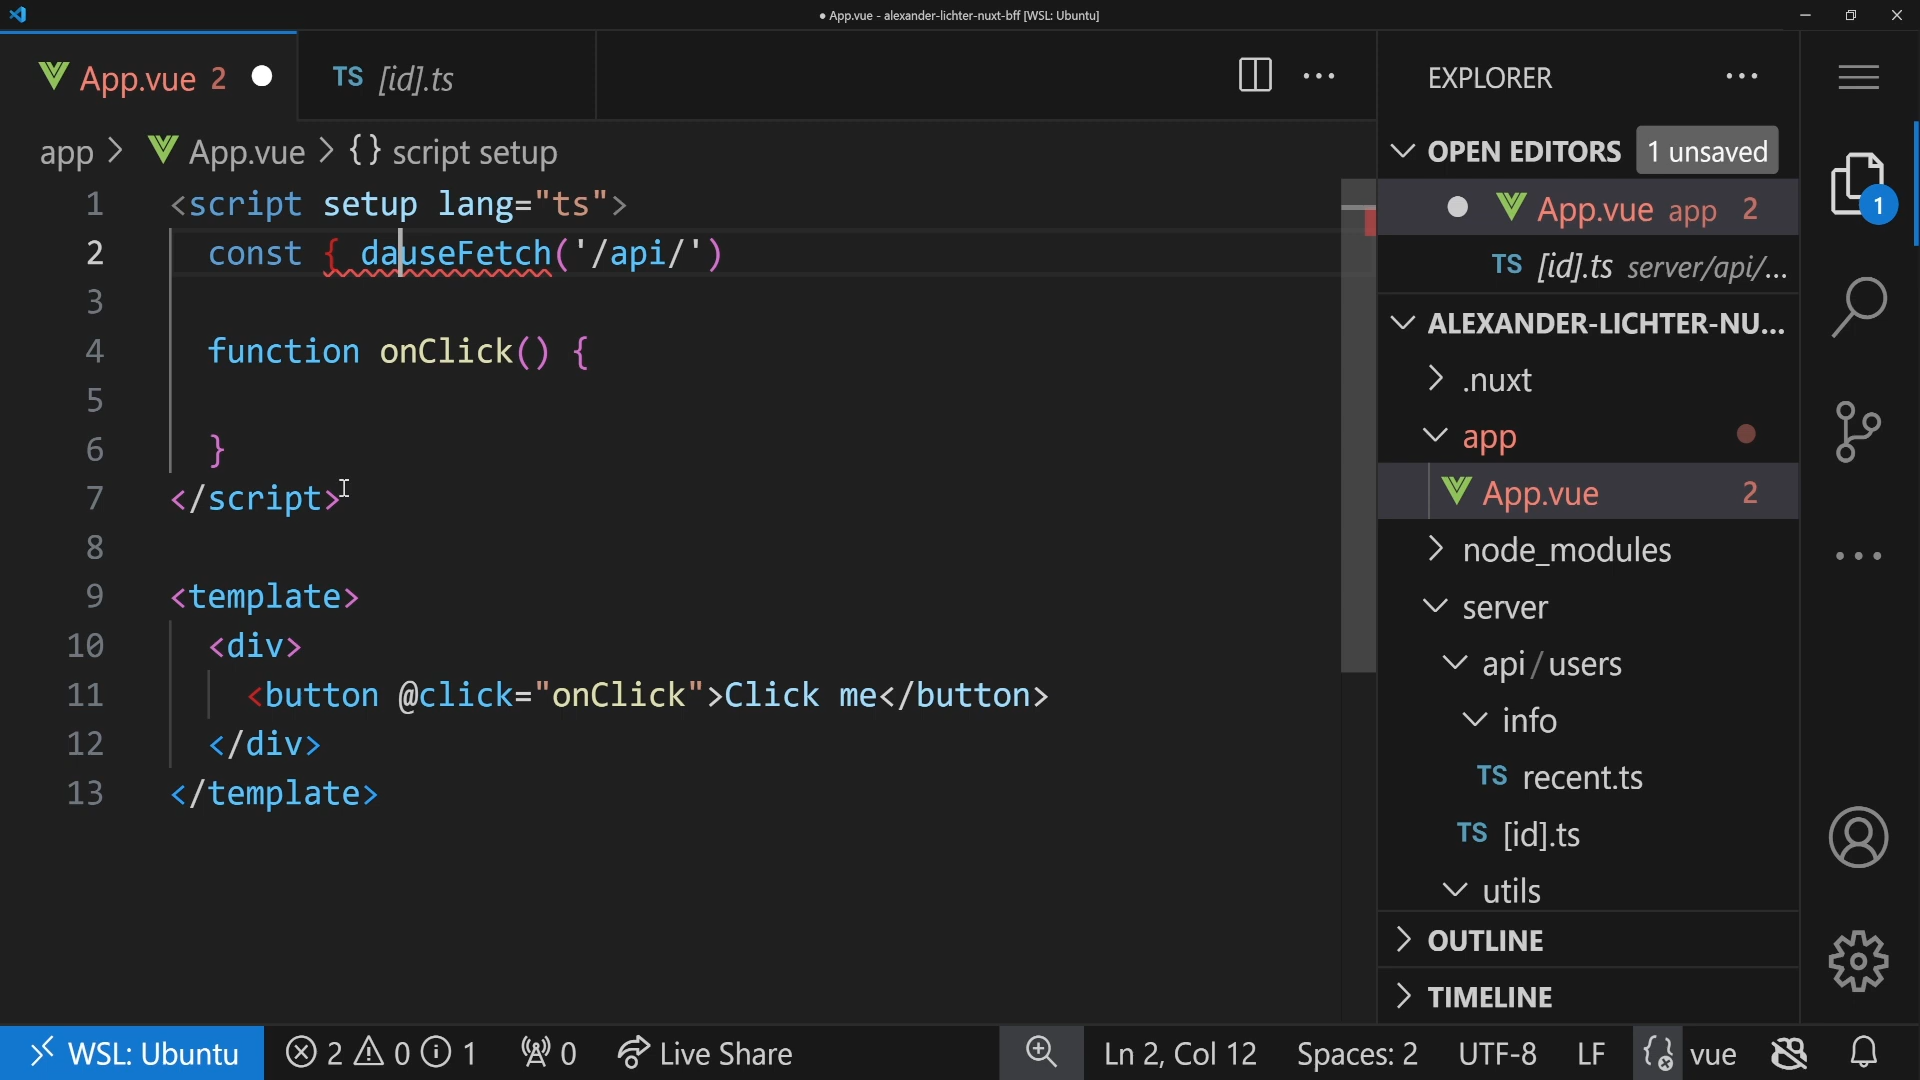 ● App.vue - alexander-lichter-nuxt-bff [WSL: Ubuntu]
App.vue 2
TS [id].ts
app > App.vue > {} script setup
1 <script setup lang="ts">
2 const { dauseFetch('/api/')
3
4 function onClick() {
5
6 }
7 </script>
8
9 <template>
10 <div>
11 <button @click="onClick">Click me</button>
12 </div>
13 </template>
EXPLORER
OPEN EDITORS 1 unsaved
App.vue app 2
TS [id].ts server/api/...
ALEXANDER-LICHTER-NU...
.nuxt
app
App.vue 2
node_modules
server
api/users
info
TS recent.ts
TS [id].ts
utils
OUTLINE
TIMELINE
1
WSL: Ubuntu 2 0 1 0 Live Share Ln 2, Col 12 Spaces: 2 UTF-8 LF vue